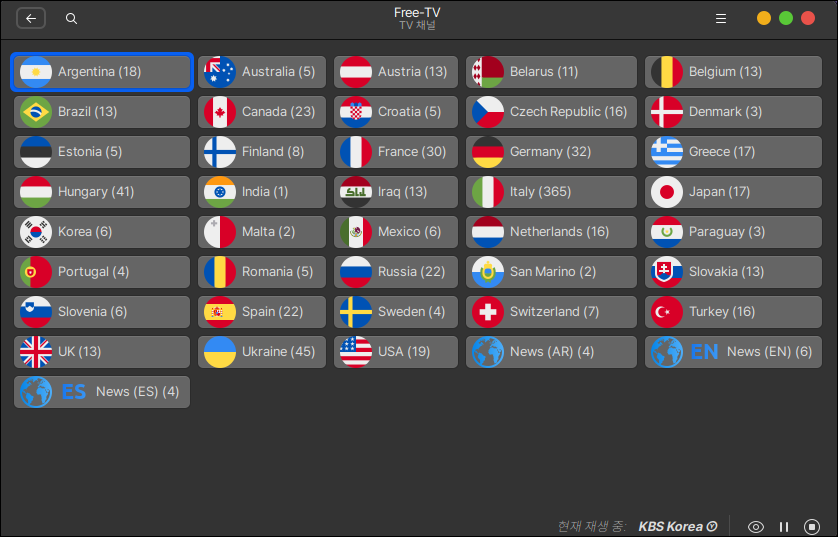 Free-TV
TV 채널
Argentina (18) Australia (5) Austria (13) Belarus (11) Belgium (13)
Brazil (13) Canada (23) Croatia (5) Czech Republic (16) Denmark (3)
Estonia (5) Finland (8) France (30) Germany (32) Greece (17)
Hungary (41) India (1) Iraq (13) Italy (365) Japan (17)
Korea (6) Malta (2) Mexico (6) Netherlands (16) Paraguay (3)
Portugal (4) Romania (5) Russia (22) San Marino (2) Slovakia (13)
Slovenia (6) Spain (22) Sweden (4) Switzerland (7) Turkey (16)
UK (13) Ukraine (45) USA (19) News (AR) (4) EN News (EN) (6)
ES News (ES) (4)
현재 재생 중: KBS Korea Ⓨ